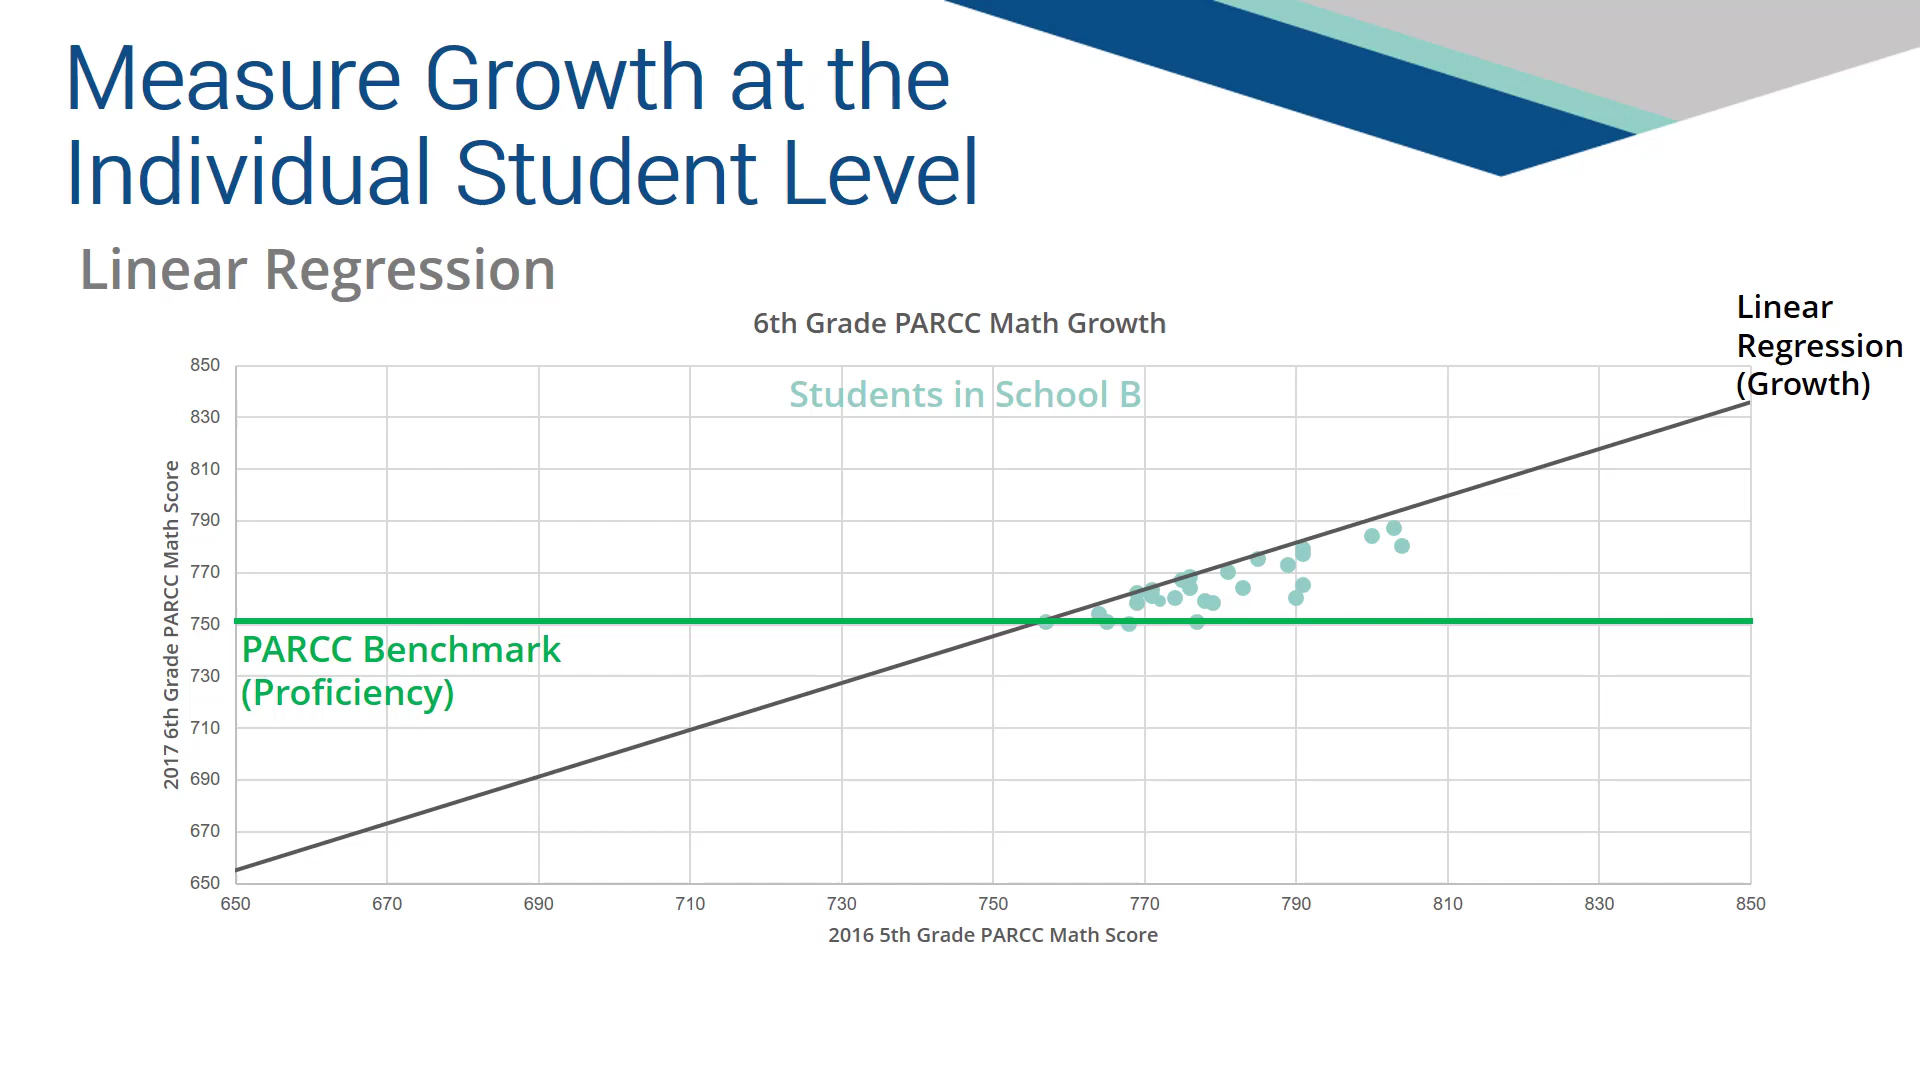 Measure Growth at the
Individual Student Level
Linear Regression
6th Grade PARCC Math Growth
Linear
Regression
(Growth)
Students in School B
PARCC Benchmark
(Proficiency)
2017 6th Grade PARCC Math Score
850
830
810
790
770
750
730
710
690
670
650
650 670 690 710 730 750 770 790 810 830 850
2016 5th Grade PARCC Math Score